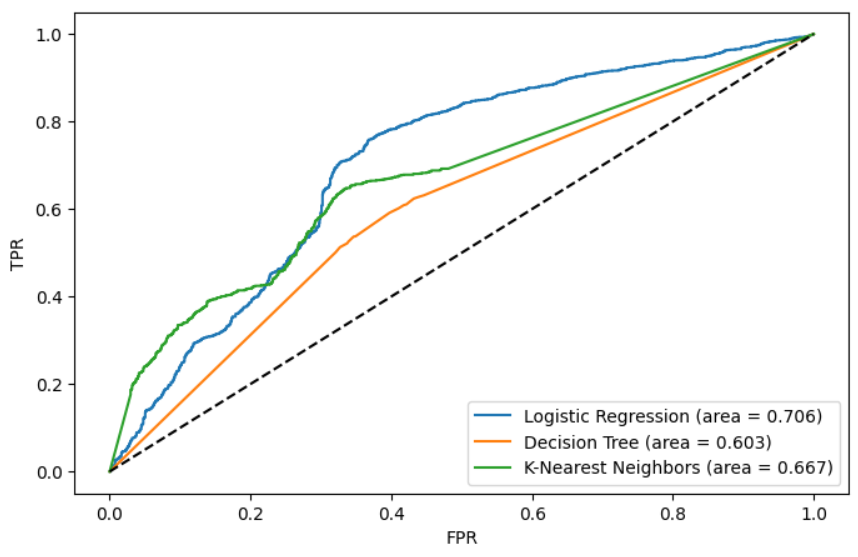 1.0
0.8
0.6
0.4
0.2
0.0
TPR
Logistic Regression (area = 0.706)
Decision Tree (area = 0.603)
K-Nearest Neighbors (area = 0.667)
0.0 0.2 0.4 0.6 0.8 1.0
FPR